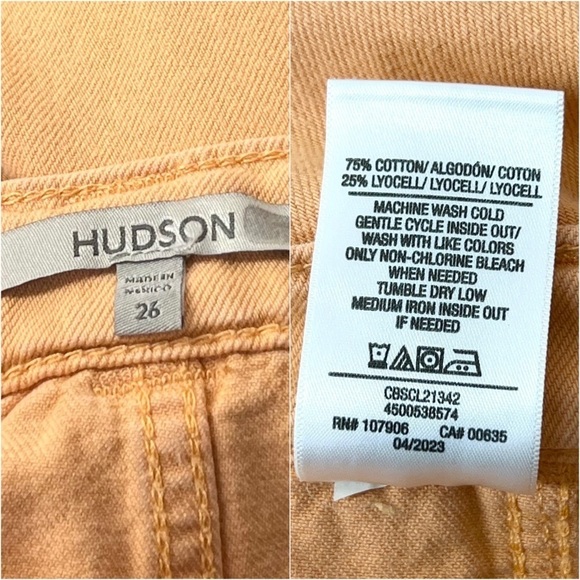 HUDSON
MADE IN
MEXICO
26
75% COTTON/ ALGODÓN/ COTON
25% LYOCELL/ LYOCELL/ LYOCELL
MACHINE WASH COLD
GENTLE CYCLE INSIDE OUT/
WASH WITH LIKE COLORS
ONLY NON-CHLORINE BLEACH
WHEN NEEDED
TUMBLE DRY LOW
MEDIUM IRON INSIDE OUT
IF NEEDED
CBSCL21342
4500538574
RN# 107906 CA# 00635
04/2023